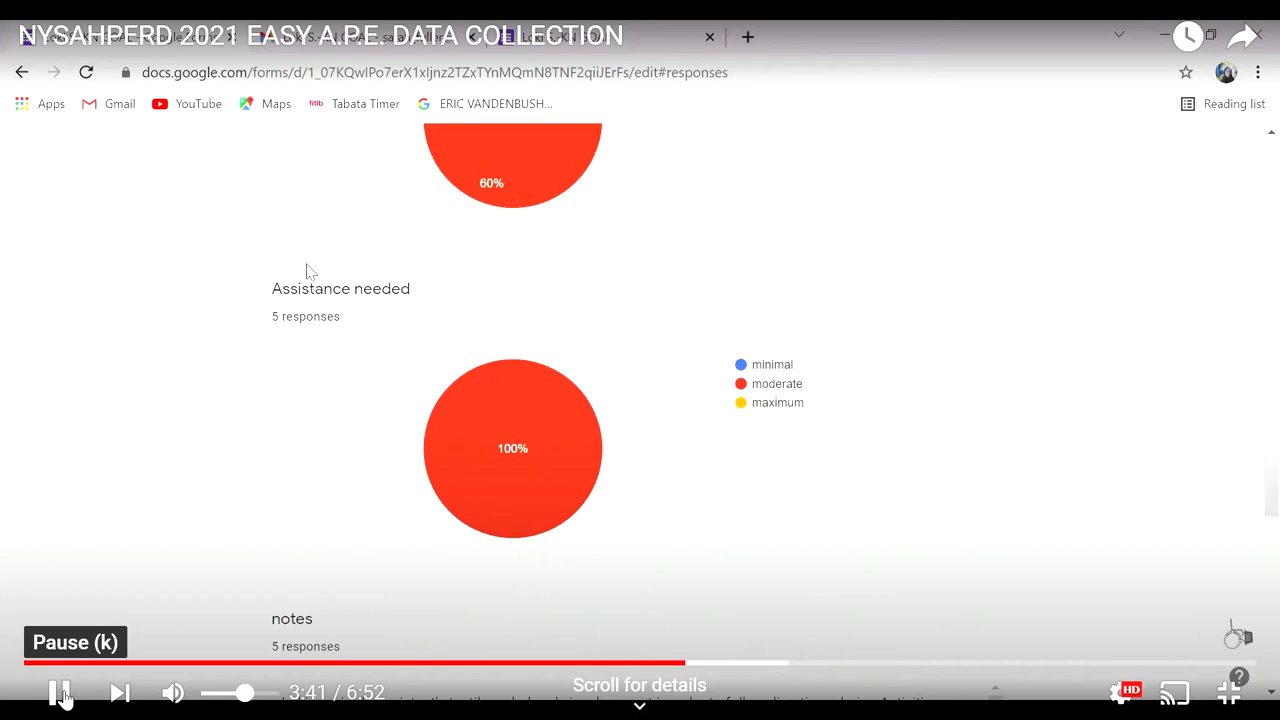 NYSAHPERD 2021 EASY A.P.E. DATA COLLECTION
docs.google.com/forms/d/1_07KQwIPo7erX1xIjnz2TZxTYnMQmN8TNF2qiiJErFs/edit#responses
Apps Gmail YouTube Maps fitlb Tabata Timer ERIC VANDENBUSH... Reading list
60%
Assistance needed
5 responses
minimal
moderate
maximum
100%
notes
5 responses
Pause (k)
3:41 / 6:52
Scroll for details
HD
?